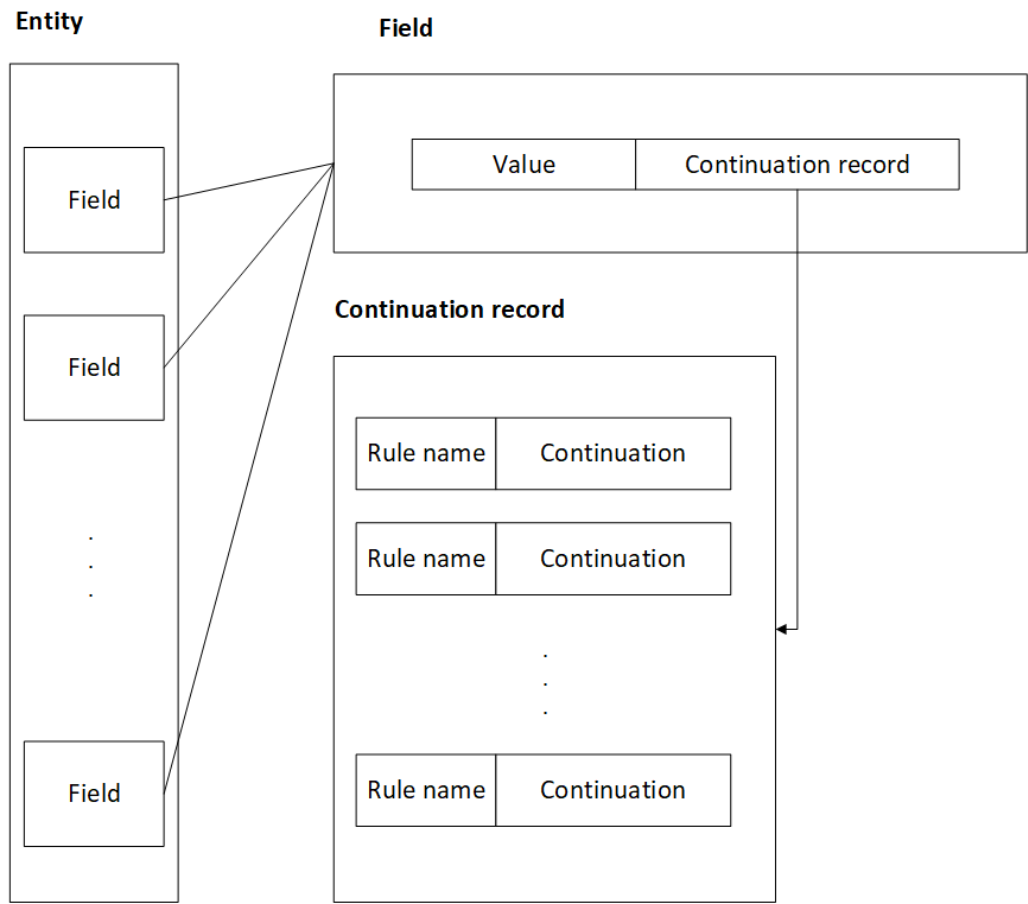 Entity
Field
Field
Field
.
.
.
Field
Field
Value
Continuation record
Continuation record
Rule name
Continuation
Rule name
Continuation
.
.
.
Rule name
Continuation